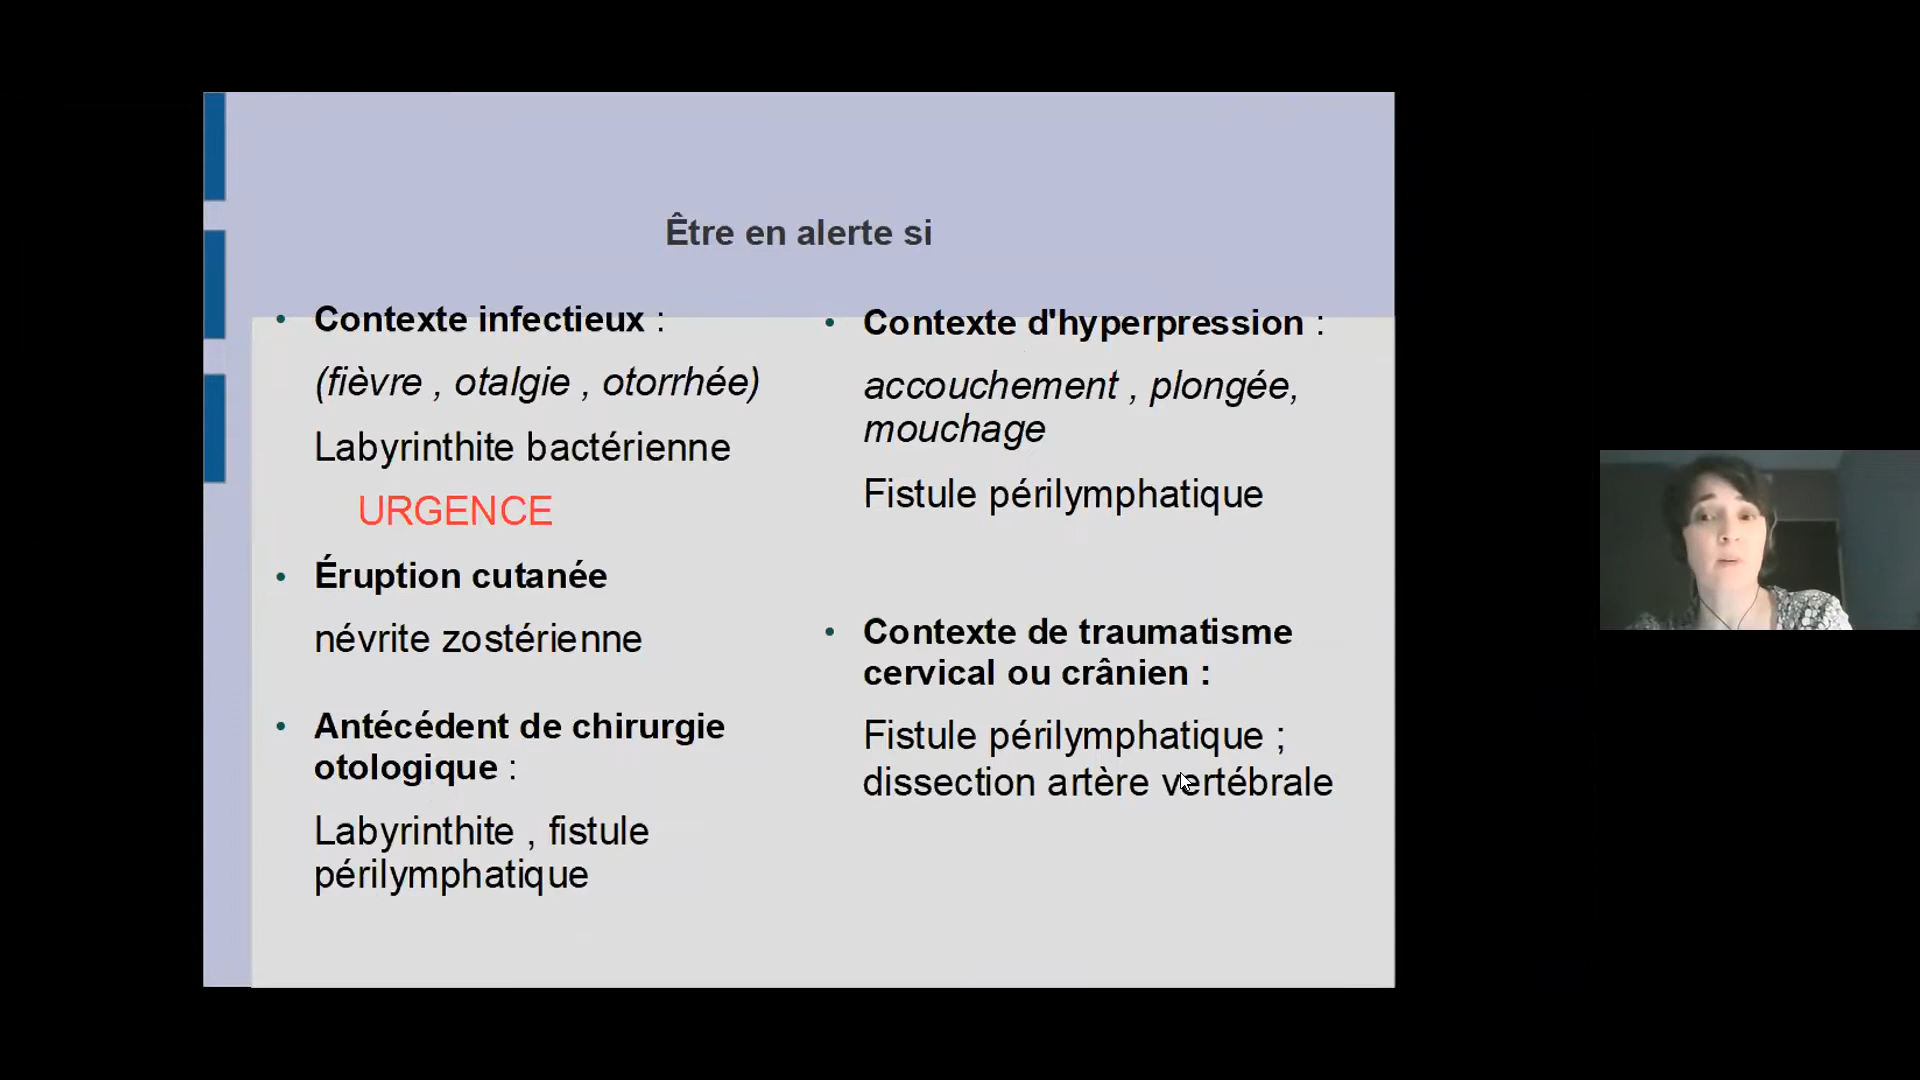 Être en alerte si
Contexte infectieux :
(fièvre , otalgie , otorrhée)
Labyrinthite bactérienne
URGENCE
Éruption cutanée
névrite zostérienne
Antécédent de chirurgie
otologique :
Labyrinthite , fistule
périlymphatique
Contexte d'hyperpression :
accouchement , plongée,
mouchage
Fistule périlymphatique
Contexte de traumatisme
cervical ou crânien :
Fistule périlymphatique ;
dissection artère vertébrale